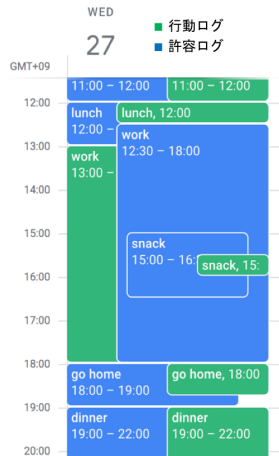 WED
27
行動ログ
許容ログ
GMT+09
11:00 – 12:00
11:00 – 12:00
12:00
lunch
12:00 –
lunch, 12:00
work
12:30 – 18:00
13:00
work
13:00 –
14:00
15:00
snack
15:00 – 16:
snack, 15:
16:00
17:00
18:00
go home
18:00 – 19:00
go home, 18:00
19:00
dinner
19:00 – 22:00
dinner
19:00 – 22:00
20:00